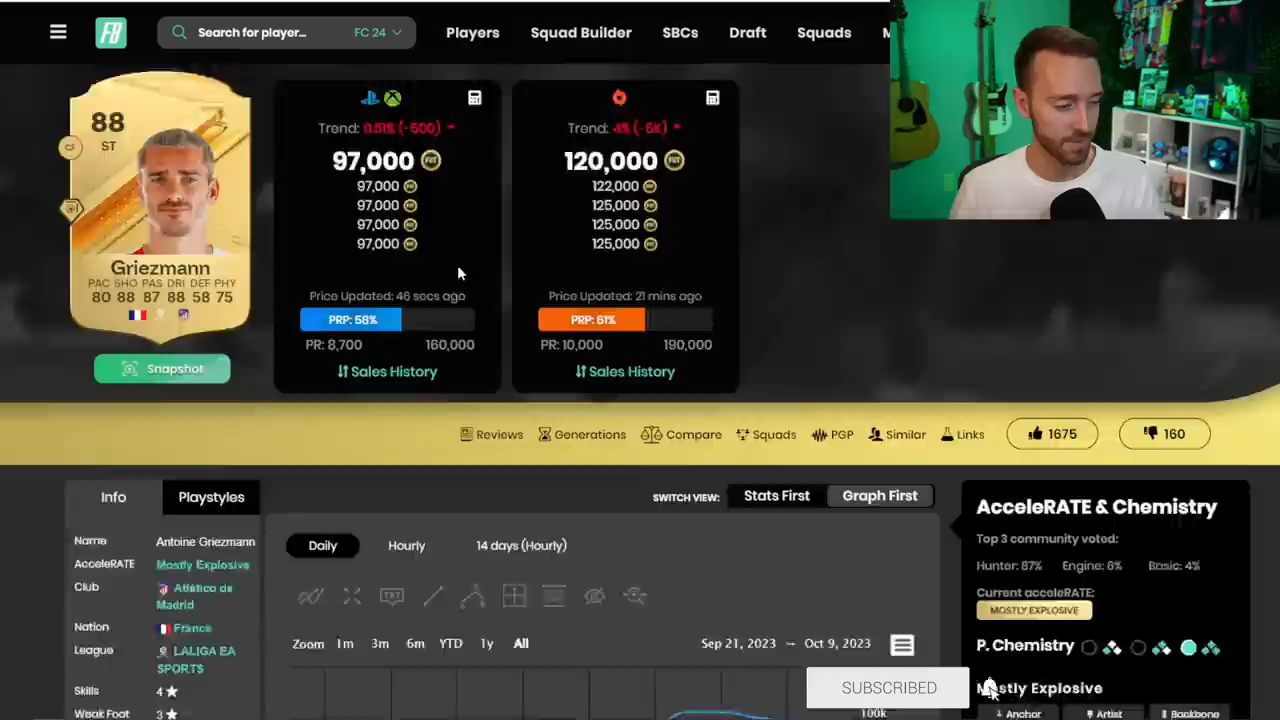 FB
Search for player...
FC 24
Players
Squad Builder
SBCs
Draft
Squads
M
88
ST
CF
Griezmann
PAC SHO PAS DRI DEF PHY
80 88 87 88 58 75
Snapshot
Trend: 0.51% (-500)
97,000
97,000
97,000
97,000
97,000
Price Updated: 46 secs ago
PRP: 58%
PR: 8,700
160,000
Sales History
Trend: 4% (-5K)
120,000
122,000
125,000
125,000
125,000
Price Updated: 21 mins ago
PRP: 61%
PR: 10,000
190,000
Sales History
Reviews
Generations
Compare
Squads
PGP
Similar
Links
1675
160
Info
Playstyles
Name
Antoine Griezmann
AcceleRATE
Mostly Explosive
Club
Atlético de Madrid
Nation
France
League
LALIGA EA SPORTS
Skills
4
Weak Foot
3
SWITCH VIEW:
Stats First
Graph First
Daily
Hourly
14 days (Hourly)
TXT
Zoom
1m
3m
6m
YTD
1y
All
Sep 21, 2023 → Oct 9, 2023
100k
AcceleRATE & Chemistry
Top 3 community voted:
Hunter: 87%
Engine: 6%
Basic: 4%
Current acceleRATE:
MOSTLY EXPLOSIVE
P. Chemistry
Mostly Explosive
Anchor
Artist
Backbone
SUBSCRIBED